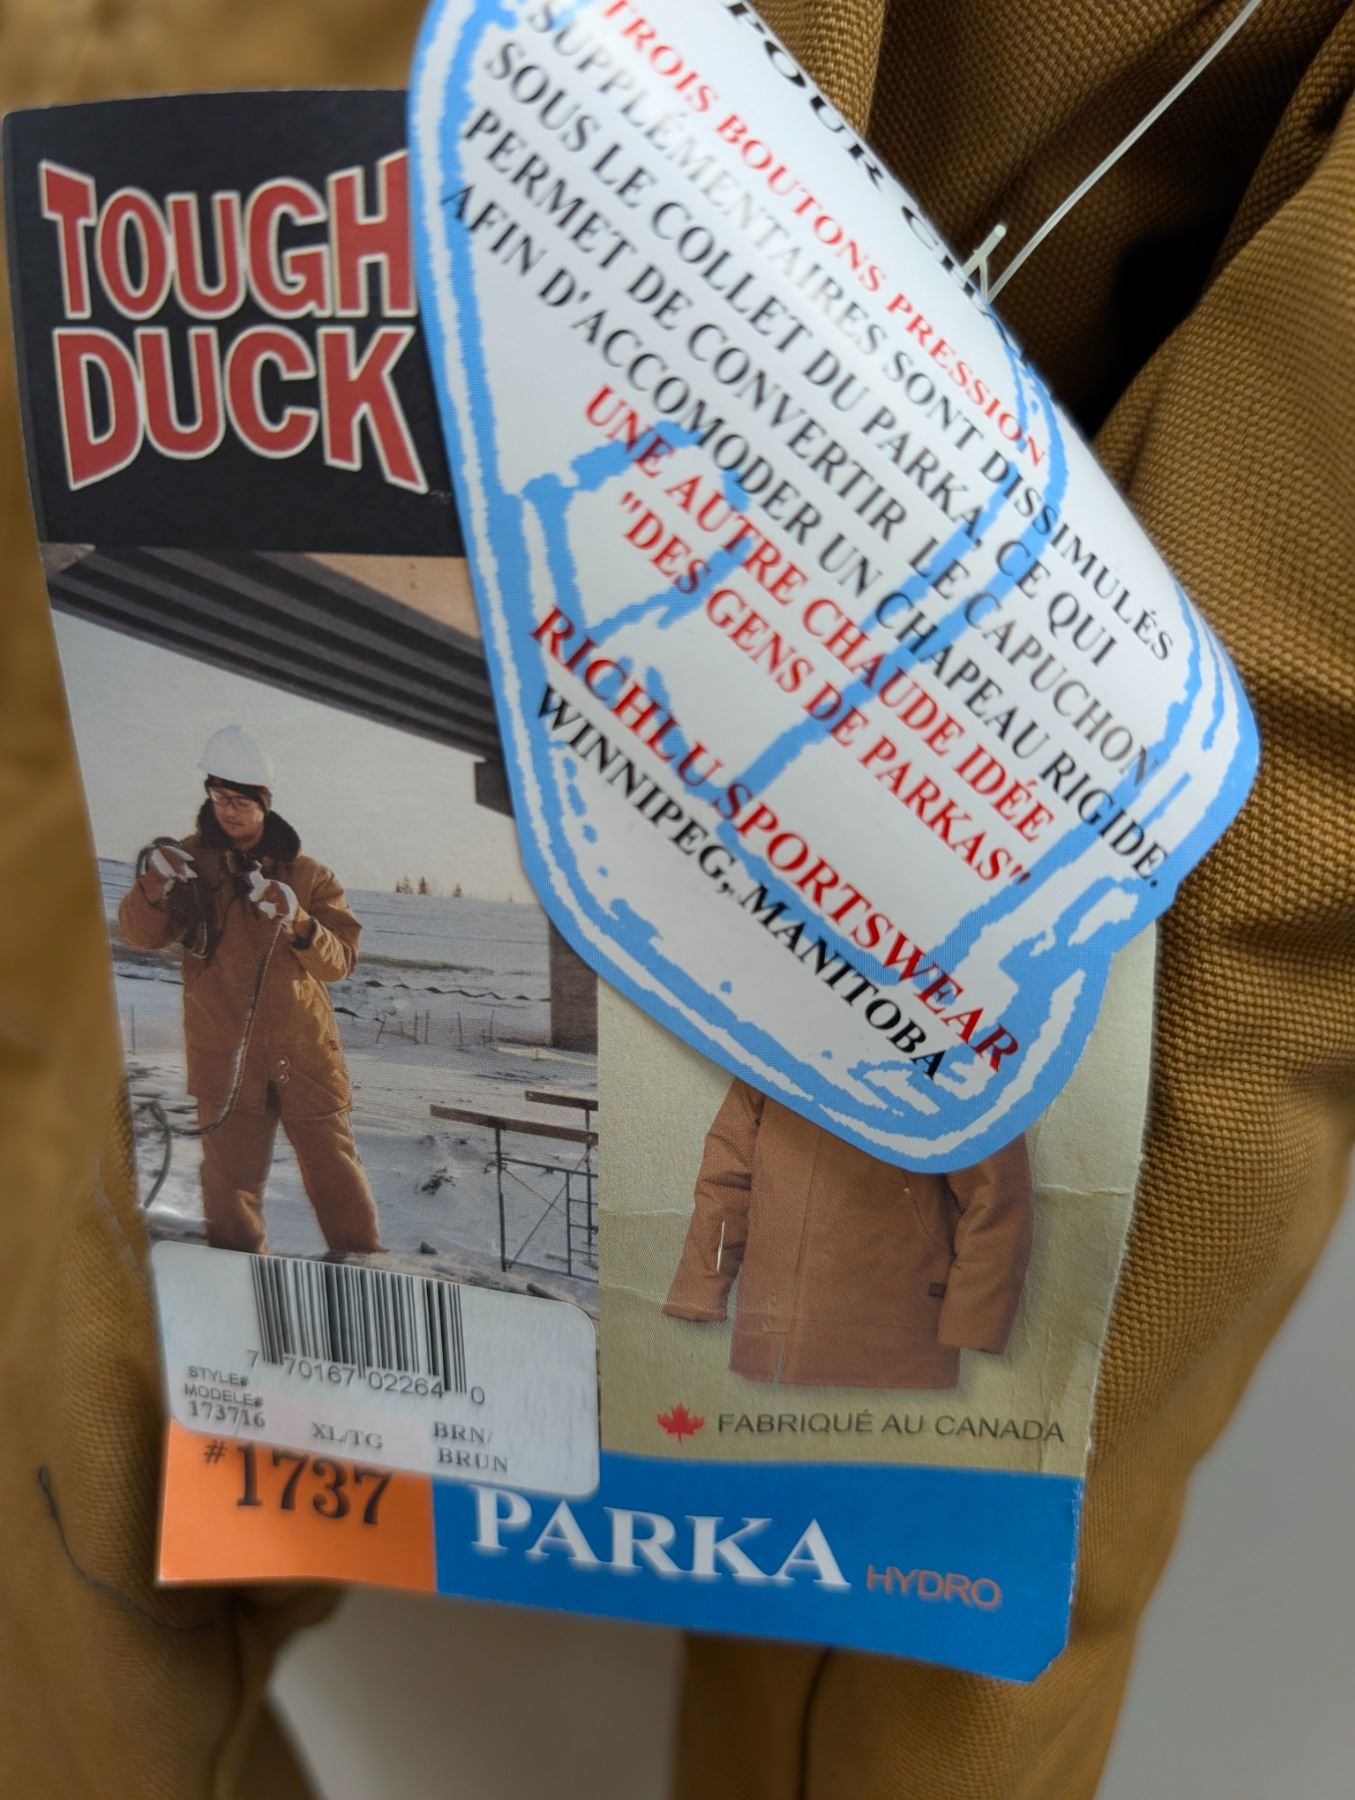 TOUGH
DUCK
POUR
TROIS BOUTONS PRESSION
SUPPLÉMENTAIRES SONT DISSIMULÉS
SOUS LE COLLET DU PARKA, CE QUI
PERMET DE CONVERTIR LE CAPUCHON
AFIN D'ACCOMODER UN CHAPEAU RIGIDE.
UNE AUTRE CHAUDE IDÉE
"DES GENS DE PARKAS"
RICHLU SPORTSWEAR
WINNIPEG, MANITOBA
7 70167 02264 0
STYLE#
MODELE#
173716
XL/TG
BRN/
BRUN
FABRIQUÉ AU CANADA
#1737
PARKA HYDRO